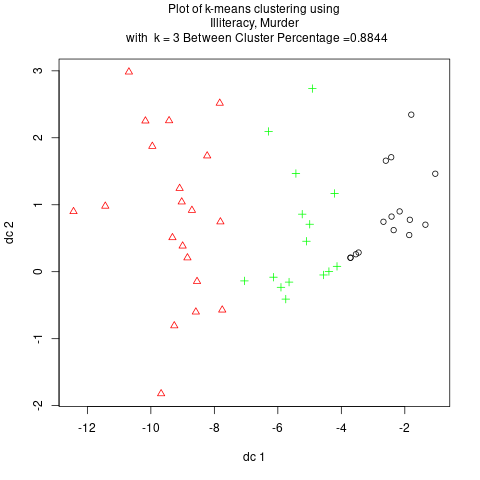 Plot of k-means clustering using
Illiteracy, Murder
with  k = 3 Between Cluster Percentage =0.8844
3
2
1
0
-1
-2
dc 2
-12
-10
-8
-6
-4
-2
dc 1